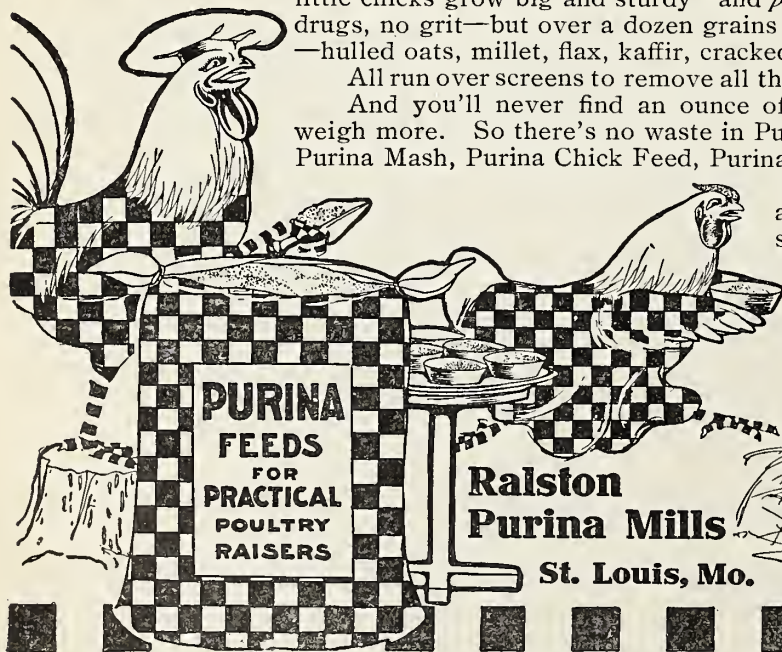 little chicks grow big and sturdy—and
drugs, no grit—but over a dozen grains
—hulled oats, millet, flax, kaffir, cracked
All run over screens to remove all th
And you'll never find an ounce of
weigh more. So there's no waste in Pu
Purina Mash, Purina Chick Feed, Purina
a
s
PURINA
FEEDS
FOR
PRACTICAL
POULTRY
RAISERS
Ralston
Purina Mills
St. Louis, Mo.